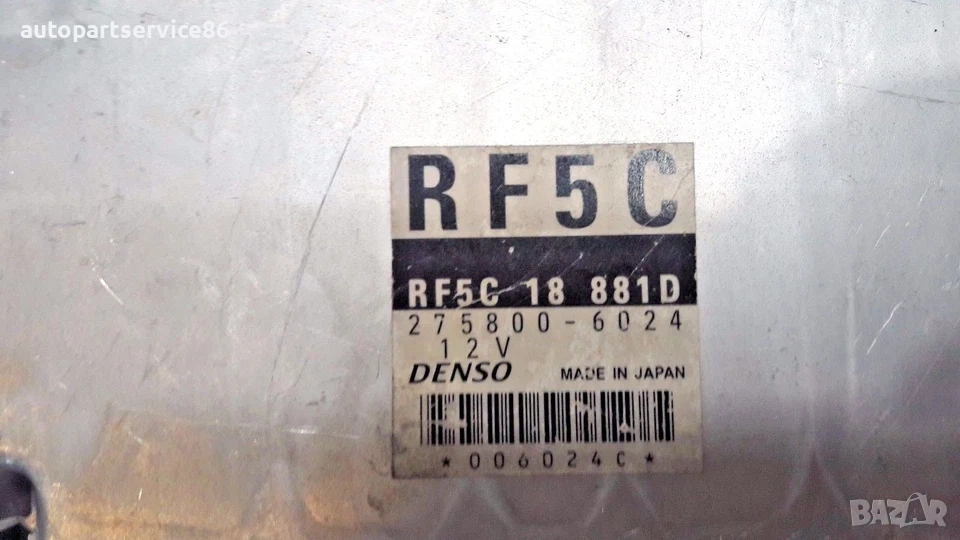 autopartservice86
RF5C
RF5C 18 881D
275800-6024
12V
DENSO MADE IN JAPAN
*006024C*
BAZAR